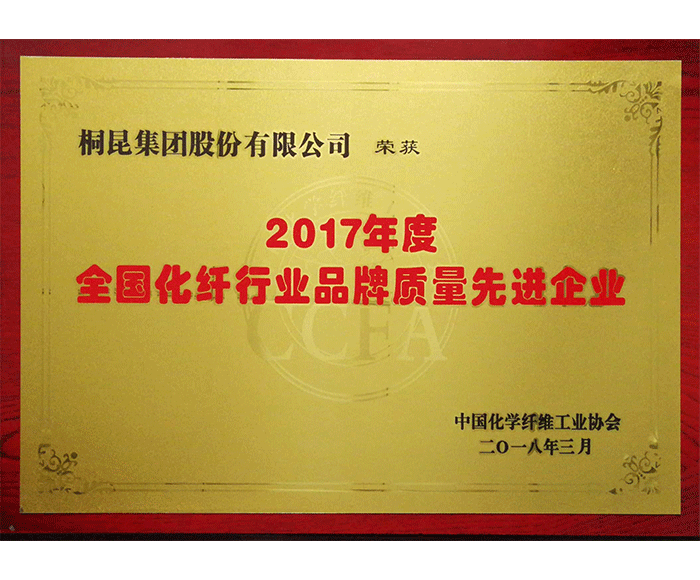 桐昆集团股份有限公司 荣获
2017年度
全国化纤行业品牌质量先进企业
CCFA
中国化学纤维工业协会
二〇一八年三月